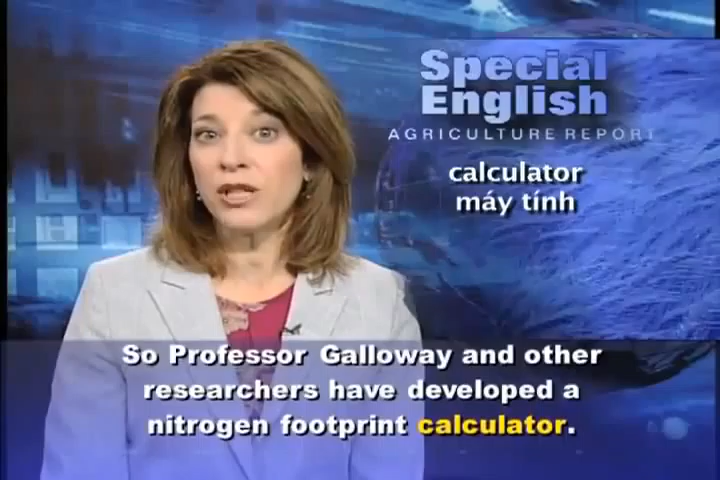 Special
English
AGRICULTURE REPORT
calculator
máy tính
So Professor Galloway and other
researchers have developed a
nitrogen footprint calculator.